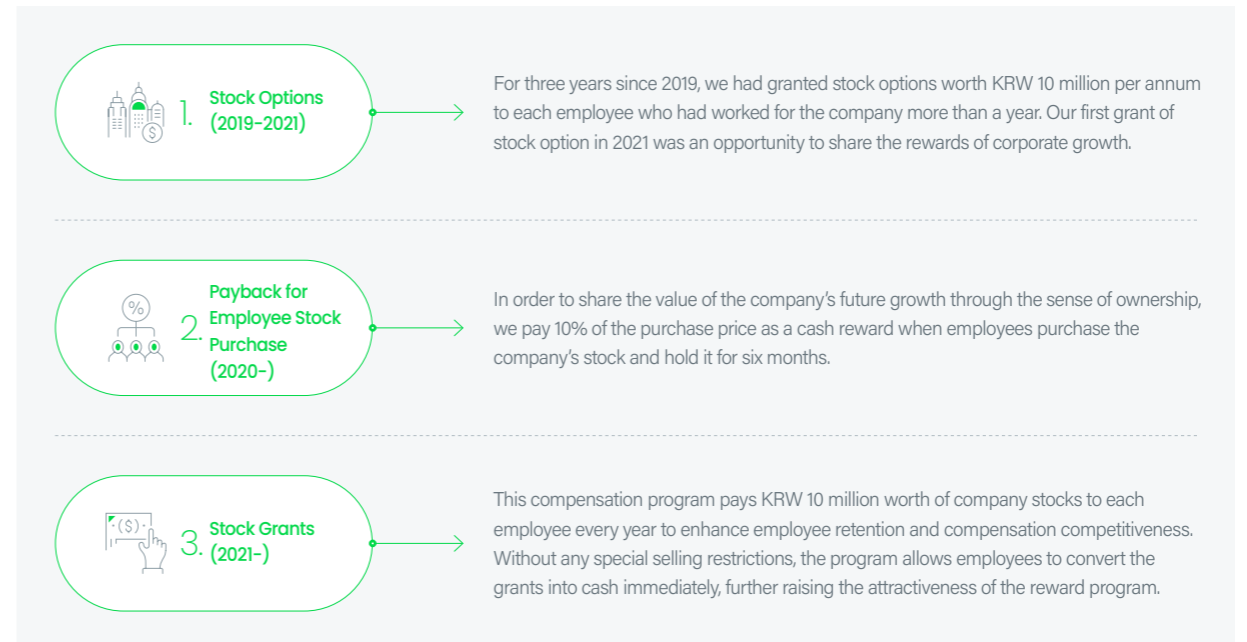 1.
Stock Options
(2019-2021)
For three years since 2019, we had granted stock options worth KRW 10 million per annum
to each employee who had worked for the company more than a year. Our first grant of
stock option in 2021 was an opportunity to share the rewards of corporate growth.
2.
Payback for
Employee Stock
Purchase
(2020-)
In order to share the value of the company's future growth through the sense of ownership,
we pay 10% of the purchase price as a cash reward when employees purchase the
company's stock and hold it for six months.
3.
Stock Grants
(2021-)
This compensation program pays KRW 10 million worth of company stocks to each
employee every year to enhance employee retention and compensation competitiveness.
Without any special selling restrictions, the program allows employees to convert the
grants into cash immediately, further raising the attractiveness of the reward program.